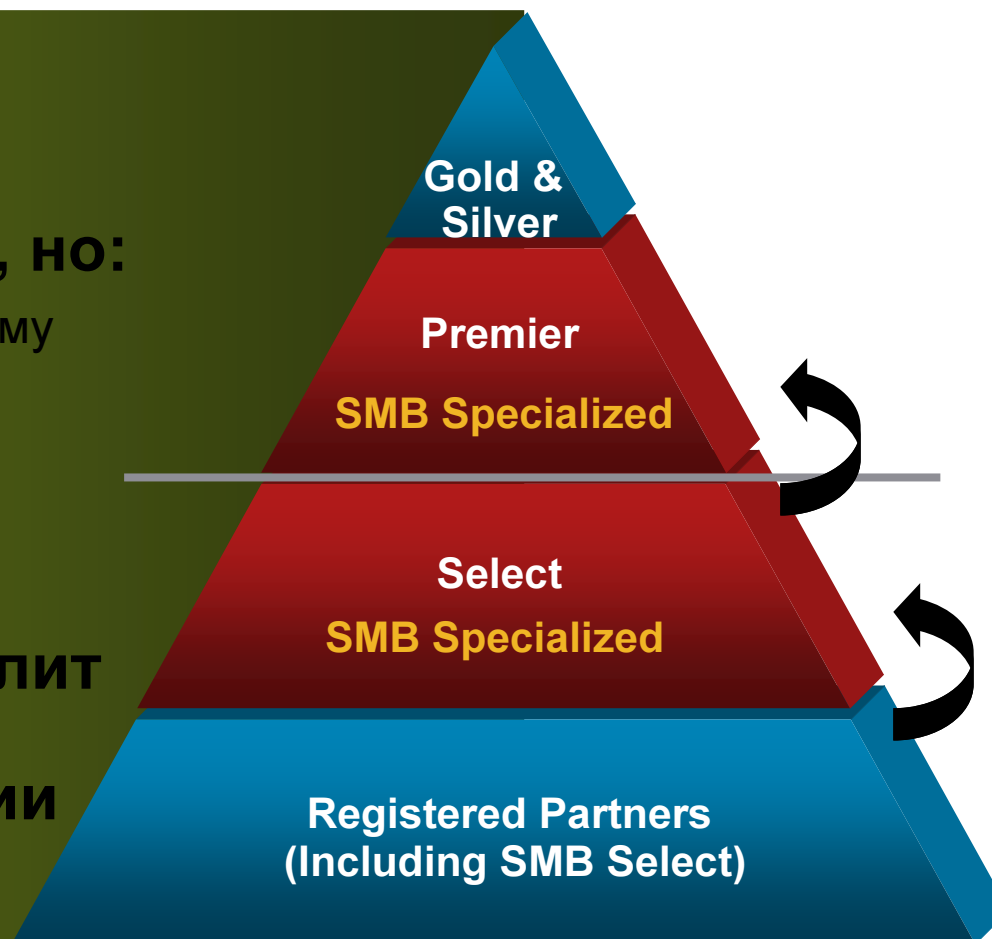 Gold &
Silver
, но:
му
Premier
SMB Specialized
Select
SMB Specialized
лит
ии
Registered Partners
(Including SMB Select)